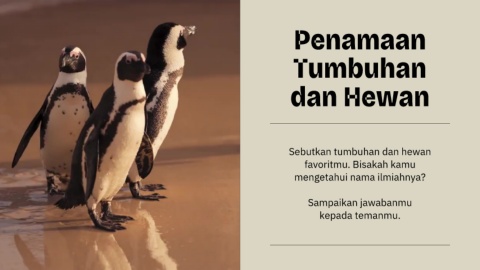 Penamaan
Tumbuhan
dan Hewan
Sebutkan tumbuhan dan hewan
favoritmu. Bisakah kamu
mengetahui nama ilmiahnya?
Sampaikan jawabanmu
kepada temanmu.